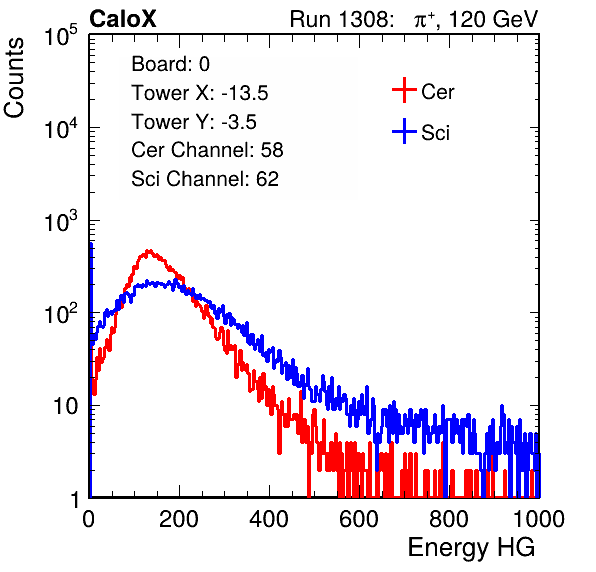 CaloX Run 1308: π⁺, 120 GeV
Counts
10⁵
10⁴
10³
10²
10
1
Board: 0
Tower X: -13.5
Tower Y: -3.5
Cer Channel: 58
Sci Channel: 62
Cer
Sci
0 200 400 600 800 1000
Energy HG